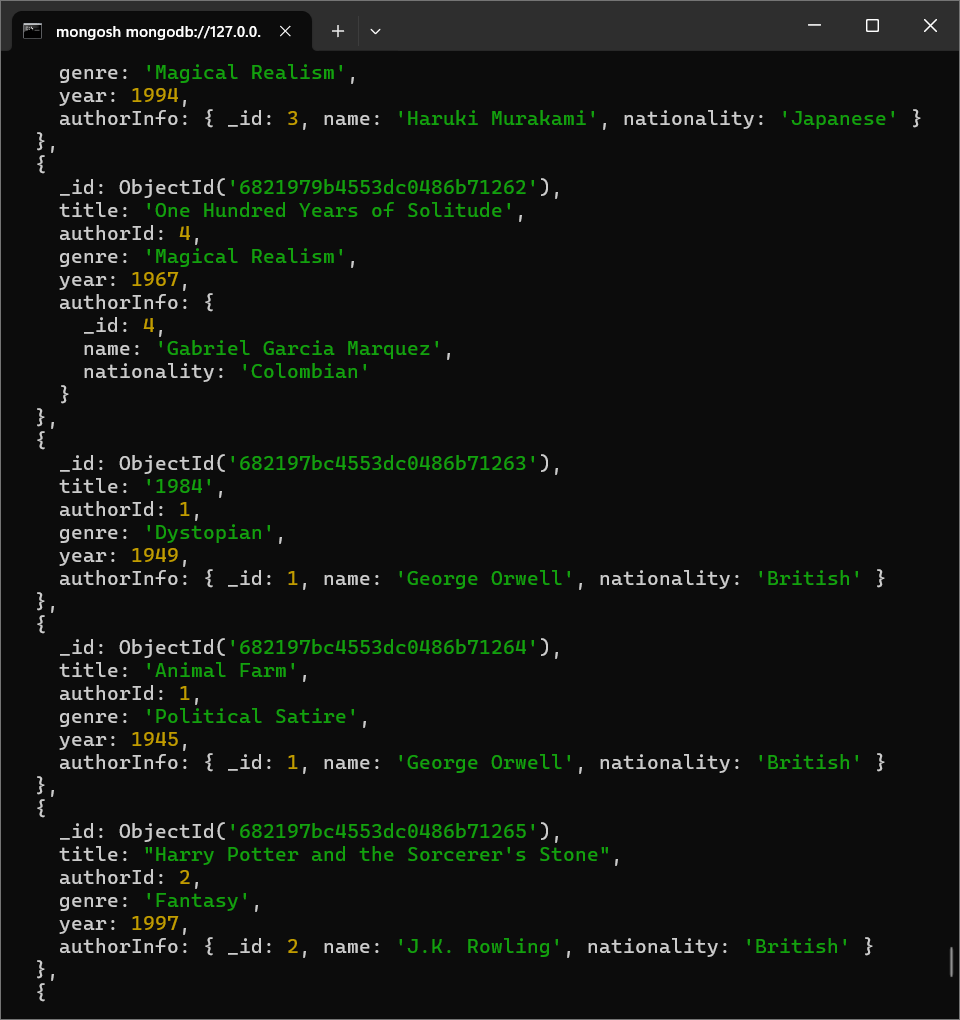 mongosh mongodb://127.0.0.
genre: 'Magical Realism',
year: 1994,
authorInfo: { _id: 3, name: 'Haruki Murakami', nationality: 'Japanese' }
},
{
_id: ObjectId('6821979b4553dc0486b71262'),
title: 'One Hundred Years of Solitude',
authorId: 4,
genre: 'Magical Realism',
year: 1967,
authorInfo: {
_id: 4,
name: 'Gabriel Garcia Marquez',
nationality: 'Colombian'
}
},
{
_id: ObjectId('682197bc4553dc0486b71263'),
title: '1984',
authorId: 1,
genre: 'Dystopian',
year: 1949,
authorInfo: { _id: 1, name: 'George Orwell', nationality: 'British' }
},
{
_id: ObjectId('682197bc4553dc0486b71264'),
title: 'Animal Farm',
authorId: 1,
genre: 'Political Satire',
year: 1945,
authorInfo: { _id: 1, name: 'George Orwell', nationality: 'British' }
},
{
_id: ObjectId('682197bc4553dc0486b71265'),
title: "Harry Potter and the Sorcerer's Stone",
authorId: 2,
genre: 'Fantasy',
year: 1997,
authorInfo: { _id: 2, name: 'J.K. Rowling', nationality: 'British' }
},
{